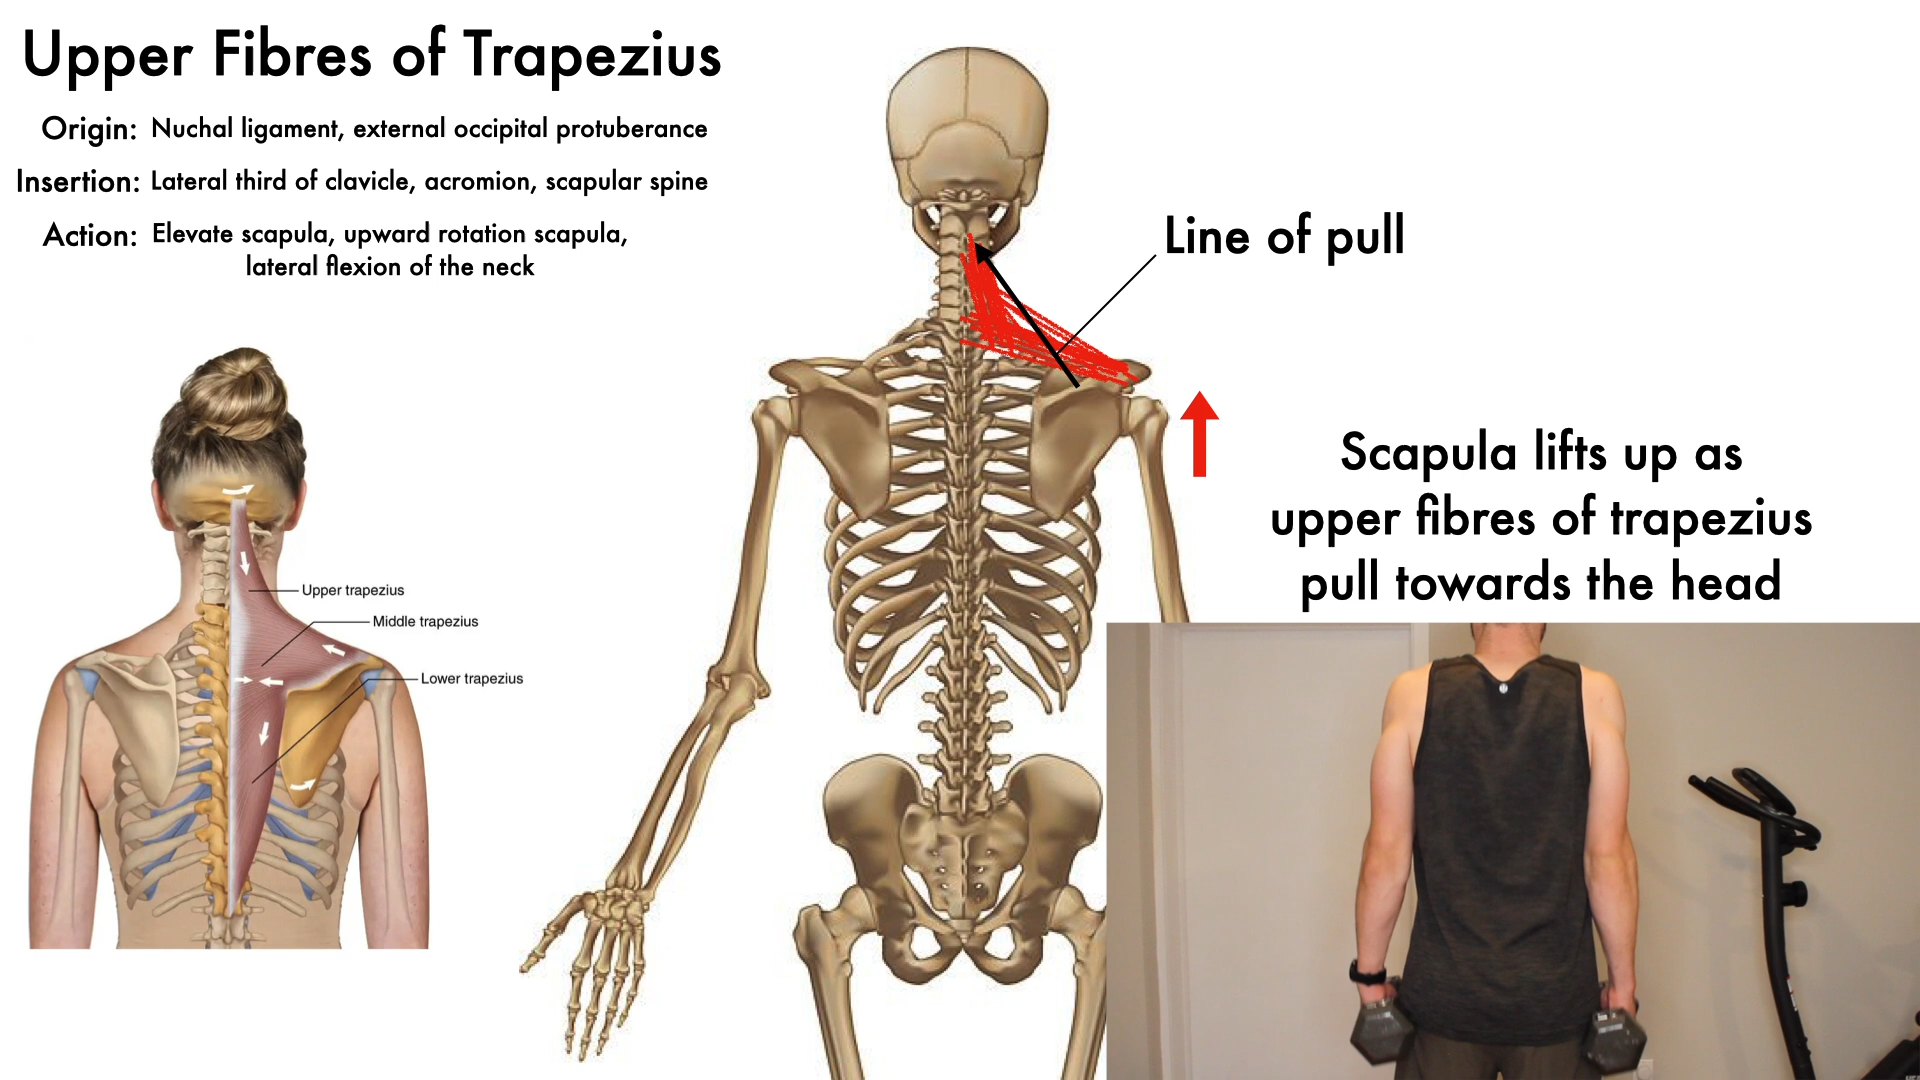 Upper Fibres of Trapezius
Origin: Nuchal ligament, external occipital protuberance
Insertion: Lateral third of clavicle, acromion, scapular spine
Action: Elevate scapula, upward rotation scapula,
lateral flexion of the neck
Line of pull
Scapula lifts up as
upper fibres of trapezius
pull towards the head
Upper trapezius
Middle trapezius
Lower trapezius